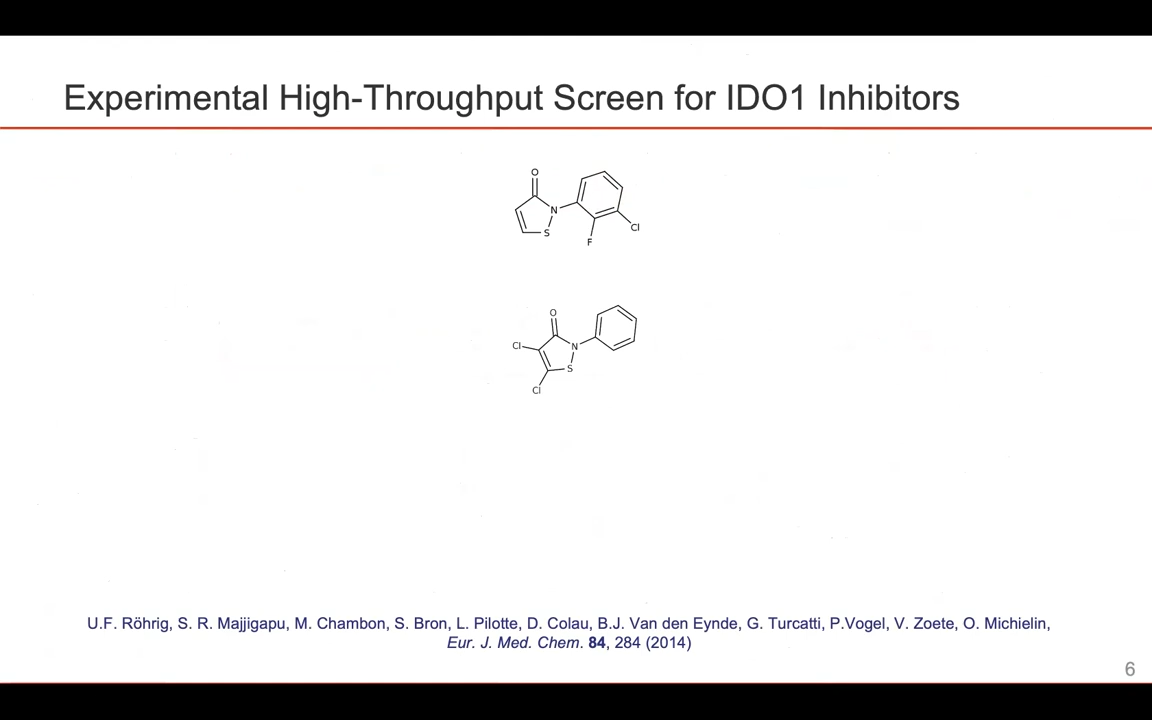 Experimental High-Throughput Screen for IDO1 Inhibitors
O
N
S
F
Cl
O
Cl
N
S
Cl
U.F. Röhrig, S. R. Majjigapu, M. Chambon, S. Bron, L. Pilotte, D. Colau, B.J. Van den Eynde, G. Turcatti, P.Vogel, V. Zoete, O. Michielin,
Eur. J. Med. Chem. 84, 284 (2014)
6